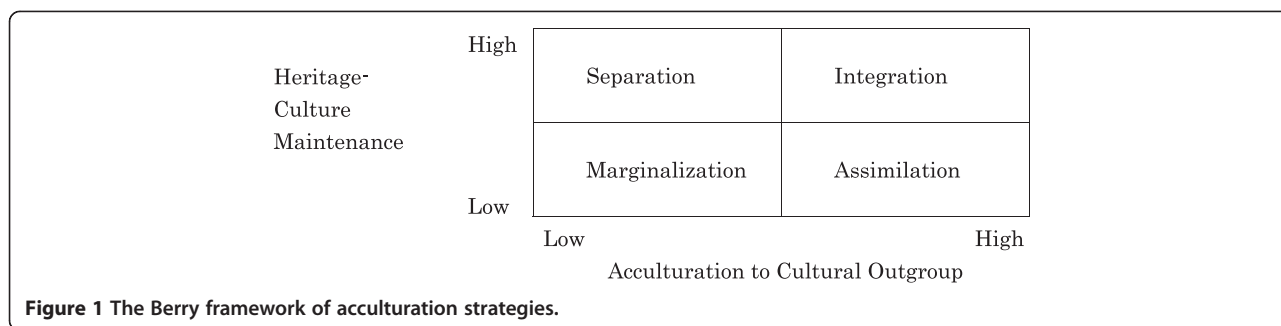 High
Heritage-
Culture
Maintenance
Separation Integration
Marginalization Assimilation
Low
Low High
Acculturation to Cultural Outgroup
Figure 1 The Berry framework of acculturation strategies.